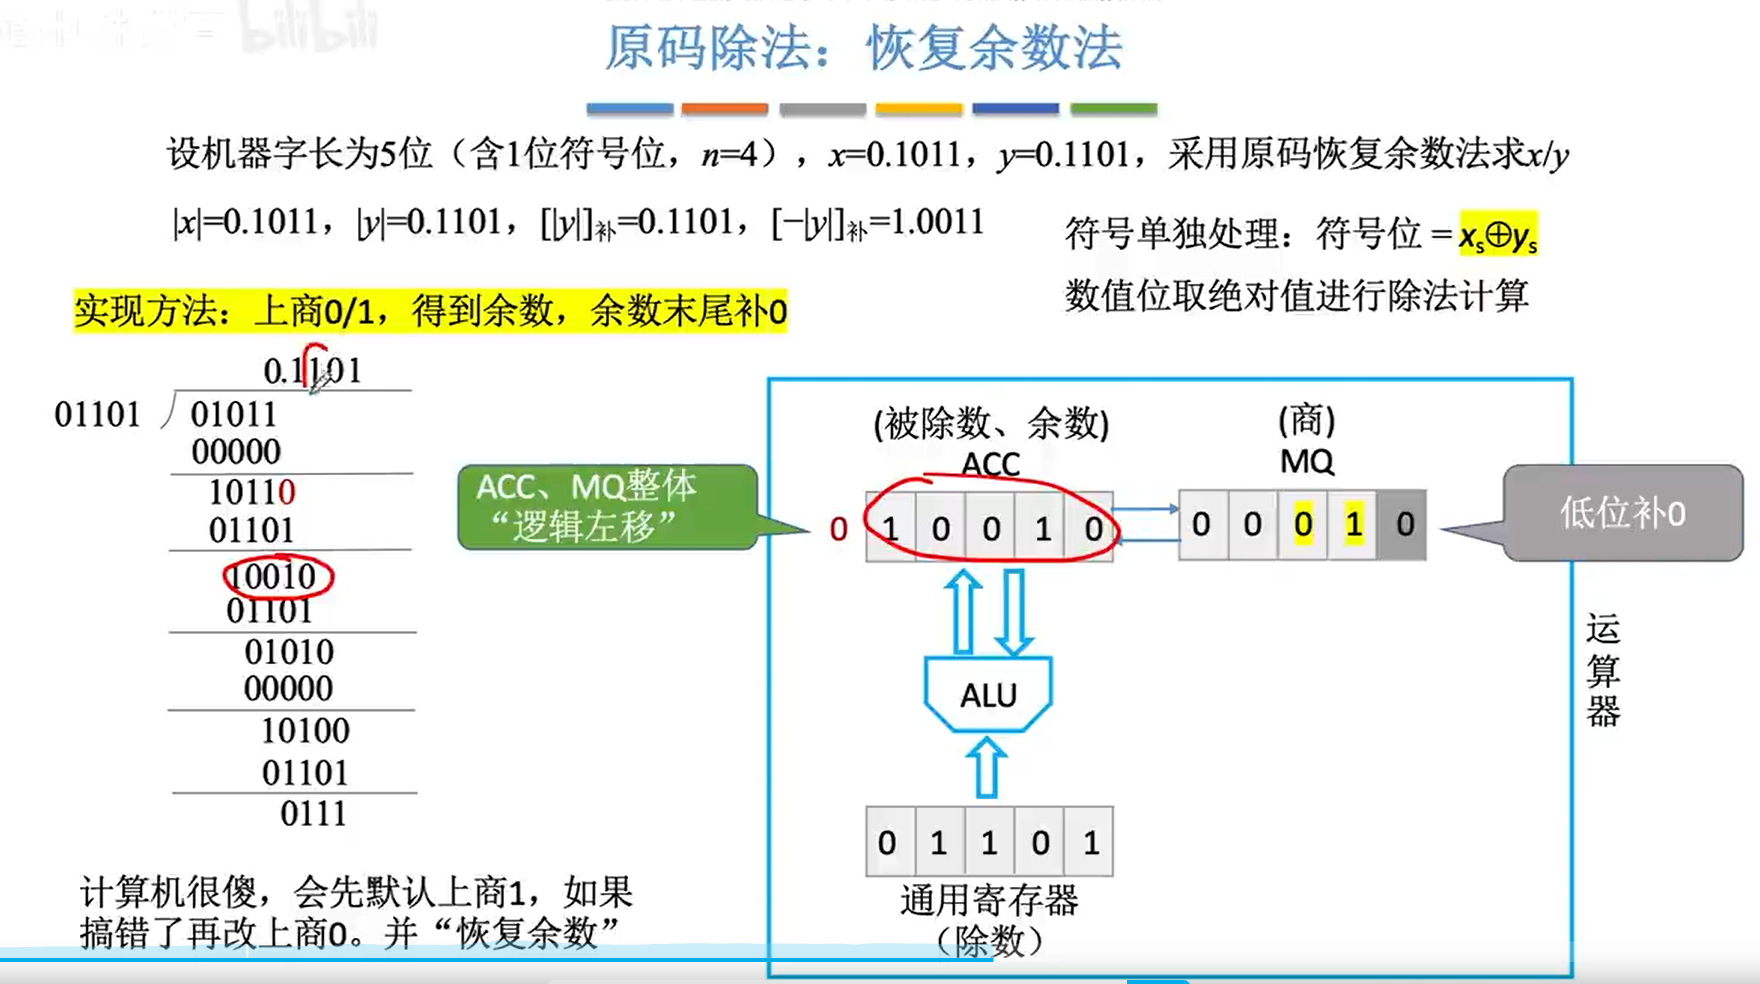 bilibili
原码除法：恢复余数法
设机器字长为5位（含1位符号位，n=4），x=0.1011，y=0.1101，采用原码恢复余数法求x/y
|x|=0.1011，|y|=0.1101，[|y|]补=0.1101，[−|y|]补=1.0011
符号单独处理：符号位 = xs⊕ys
数值位取绝对值进行除法计算
实现方法：上商0/1，得到余数，余数末尾补0
0.1101
01101
01011
00000
10110
01101
10010
01101
01010
00000
10100
01101
0111
计算机很傻，会先默认上商1，如果
搞错了再改上商0。并“恢复余数”
ACC、MQ整体
“逻辑左移”
(被除数、余数)
ACC
(商)
MQ
0 1 0 0 1 0
0 0 0 1 0
低位补0
ALU
0 1 1 0 1
通用寄存器
（除数）
运算器